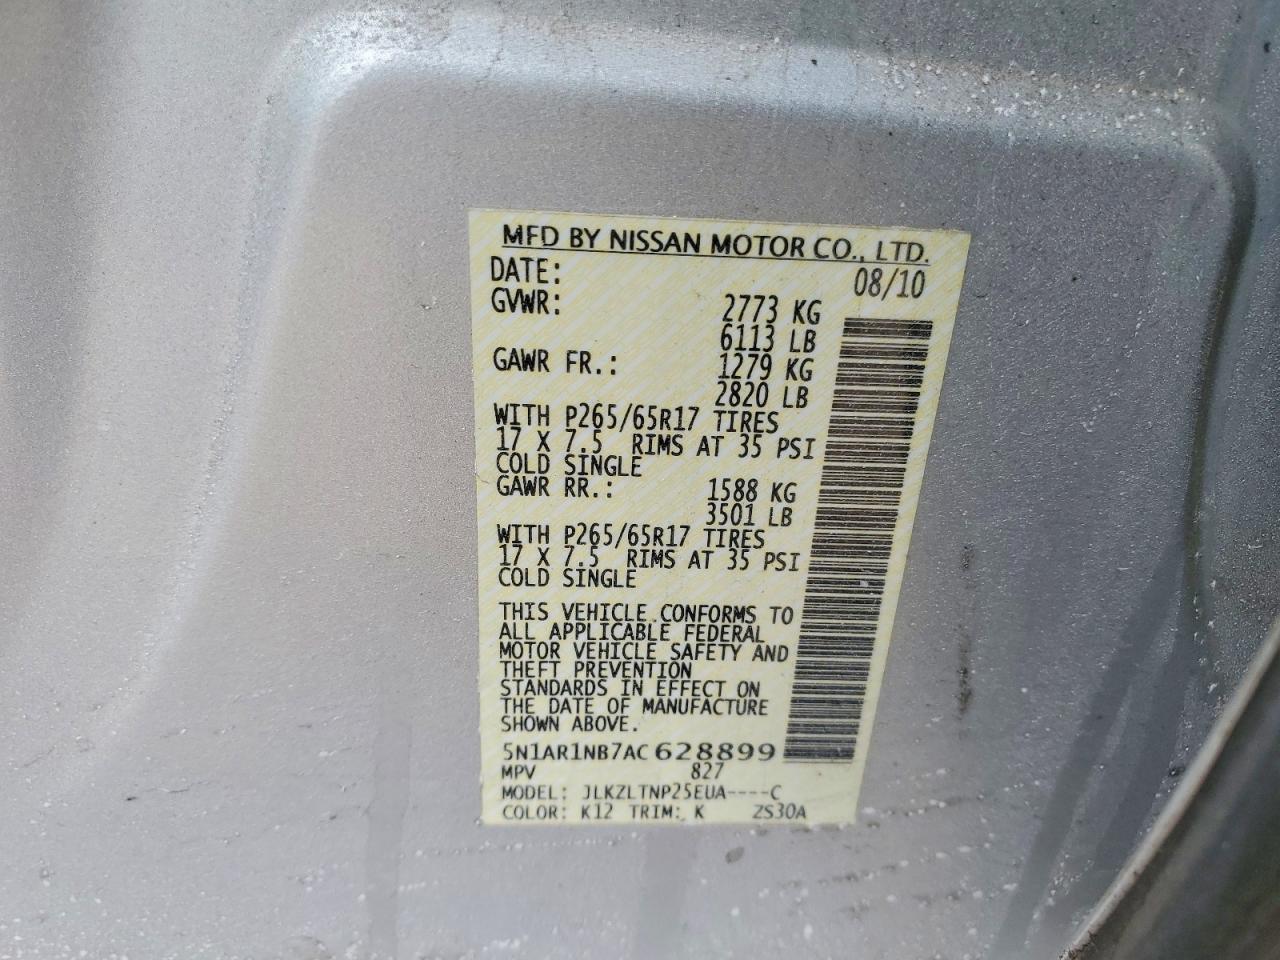 MFD BY NISSAN MOTOR CO., LTD.
DATE: 08/10
GVWR: 2773 KG
6113 LB
GAWR FR.: 1279 KG
2820 LB
WITH P265/65R17 TIRES
17 X 7.5 RIMS AT 35 PSI
COLD SINGLE
GAWR RR.: 1588 KG
3501 LB
WITH P265/65R17 TIRES
17 X 7.5 RIMS AT 35 PSI
COLD SINGLE
THIS VEHICLE CONFORMS TO
ALL APPLICABLE FEDERAL
MOTOR VEHICLE SAFETY AND
THEFT PREVENTION
STANDARDS IN EFFECT ON
THE DATE OF MANUFACTURE
SHOWN ABOVE.
5N1AR1NB7AC628899
MPV 827
MODEL: JLKZLTNP25EUA----C
COLOR: K12 TRIM: K ZS30A